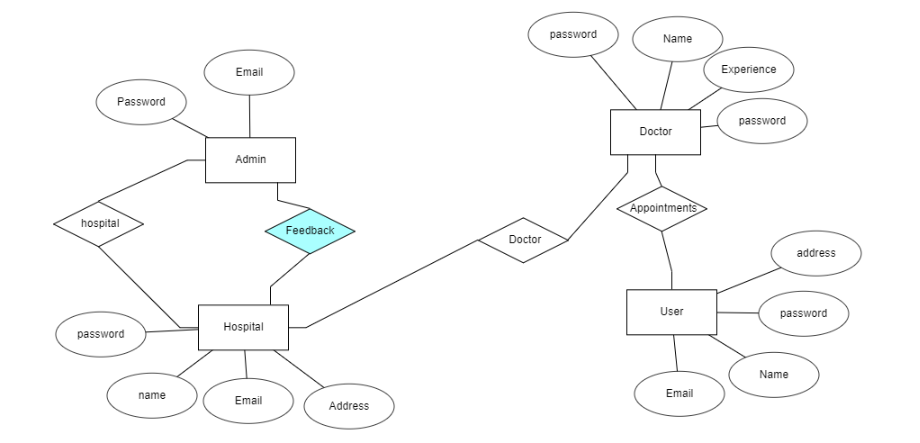 password
Name
Email
Experience
Password
password
Doctor
Admin
hospital
Feedback
Doctor
Appointments
address
Hospital
User
password
password
name
Email
Address
Email
Name